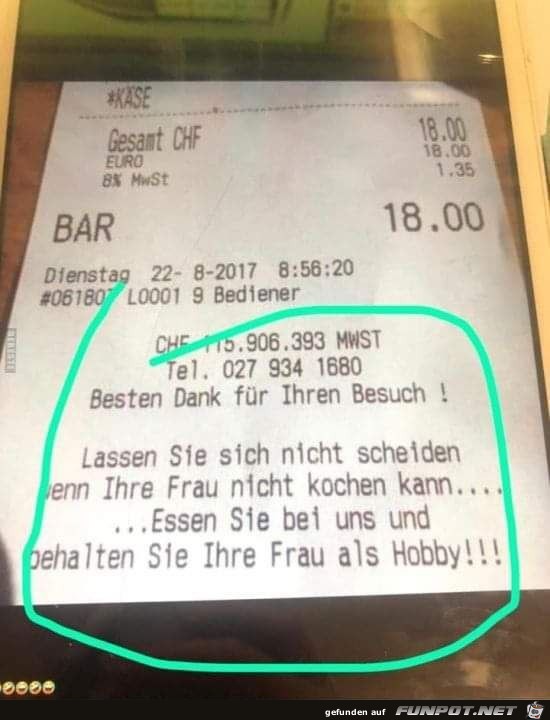 *KÄSE
Gesamt CHF 18.00
EURO 18.00
8% MwSt 1.35
BAR 18.00
Dienstag 22- 8-2017 8:56:20
L0001 9 Bediener
.906.393 MWST
Tel. 027 934 1680
Besten Dank für Ihren Besuch !
Lassen Sie sich nicht scheiden
enn Ihre Frau nicht kochen kann....
...Essen Sie bei uns und
behalten Sie Ihre Frau als Hobby!!!
gefunden auf FUNPOT.NET